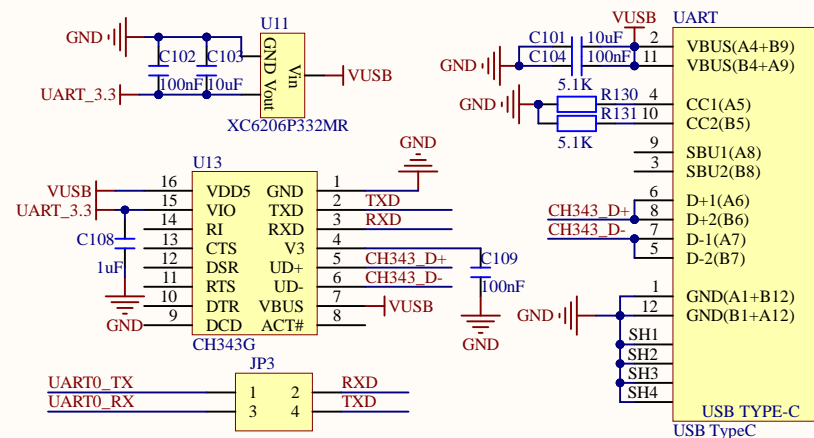 U11
GND
C102
C103
100nF
10uF
GND
Vout
Vin
VUSB
UART_3.3
XC6206P332MR
VUSB
UART
C101
10uF
2
VBUS(A4+B9)
C104
100nF
11
VBUS(B4+A9)
GND
5.1K
R130
4
CC1(A5)
GND
R131
10
CC2(B5)
5.1K
9
SBU1(A8)
3
SBU2(B8)
6
D+1(A6)
CH343_D+
8
D+2(B6)
CH343_D-
7
D-1(A7)
5
D-2(B7)
1
GND(A1+B12)
GND
12
GND(B1+A12)
SH1
SH2
SH3
SH4
USB TYPE-C
USB TypeC
U13
GND
VUSB
16
VDD5
GND
1
UART_3.3
15
VIO
TXD
2
TXD
14
RI
RXD
3
RXD
C108
13
CTS
V3
4
1uF
12
DSR
UD+
5
CH343_D+
C109
11
RTS
UD-
6
CH343_D-
100nF
10
DTR
VBUS
7
VUSB
GND
9
DCD
ACT#
8
GND
CH343G
JP3
UART0_TX
1
2
RXD
UART0_RX
3
4
TXD